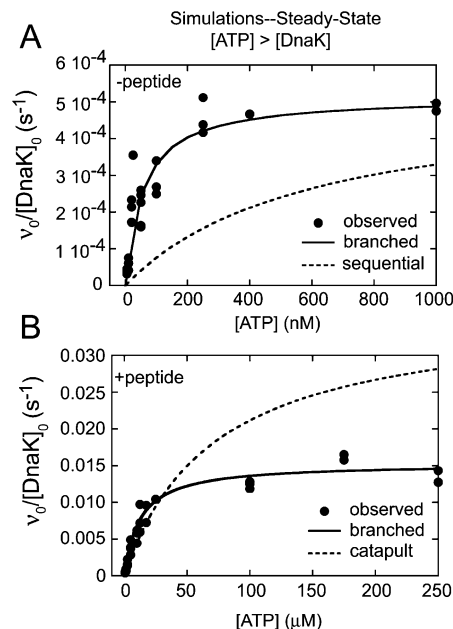 Simulations--Steady-State
[ATP] > [DnaK]
A
6 10⁻⁴
5 10⁻⁴
4 10⁻⁴
3 10⁻⁴
2 10⁻⁴
1 10⁻⁴
0
-peptide
ν₀/[DnaK]₀ (s⁻¹)
observed
branched
sequential
0 200 400 600 800 1000
[ATP] (nM)
B
0.030
0.025
0.020
0.015
0.010
0.005
0
+peptide
ν₀/[DnaK]₀ (s⁻¹)
observed
branched
catapult
0 50 100 150 200 250
[ATP] (μM)